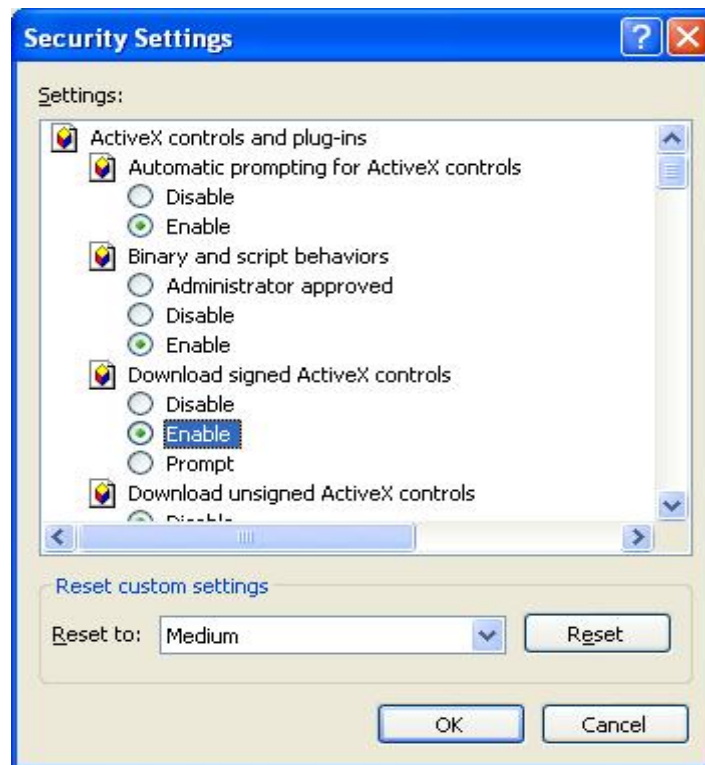 Security Settings
Settings:
ActiveX controls and plug-ins
Automatic prompting for ActiveX controls
Disable
Enable
Binary and script behaviors
Administrator approved
Disable
Enable
Download signed ActiveX controls
Disable
Enable
Prompt
Download unsigned ActiveX controls
Disable
Reset custom settings
Reset to: Medium Reset
OK Cancel